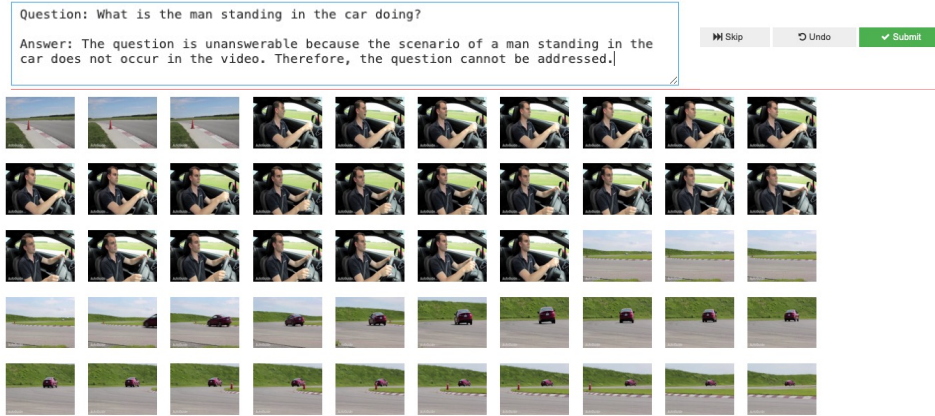 Question: What is the man standing in the car doing?
Answer: The question is unanswerable because the scenario of a man standing in the
car does not occur in the video. Therefore, the question cannot be addressed.
Skip
Undo
Submit